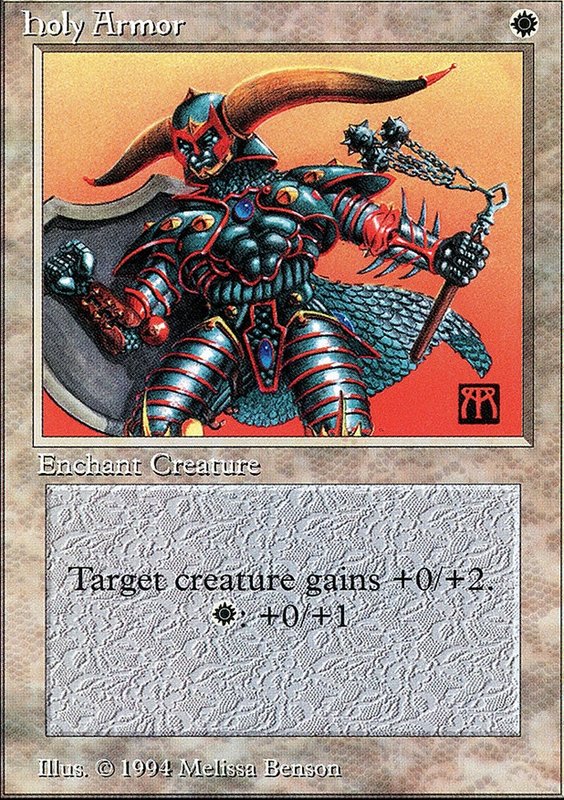 Holy Armor
Enchant Creature
Target creature gains +0/+2.
: +0/+1
Illus. © 1994 Melissa Benson